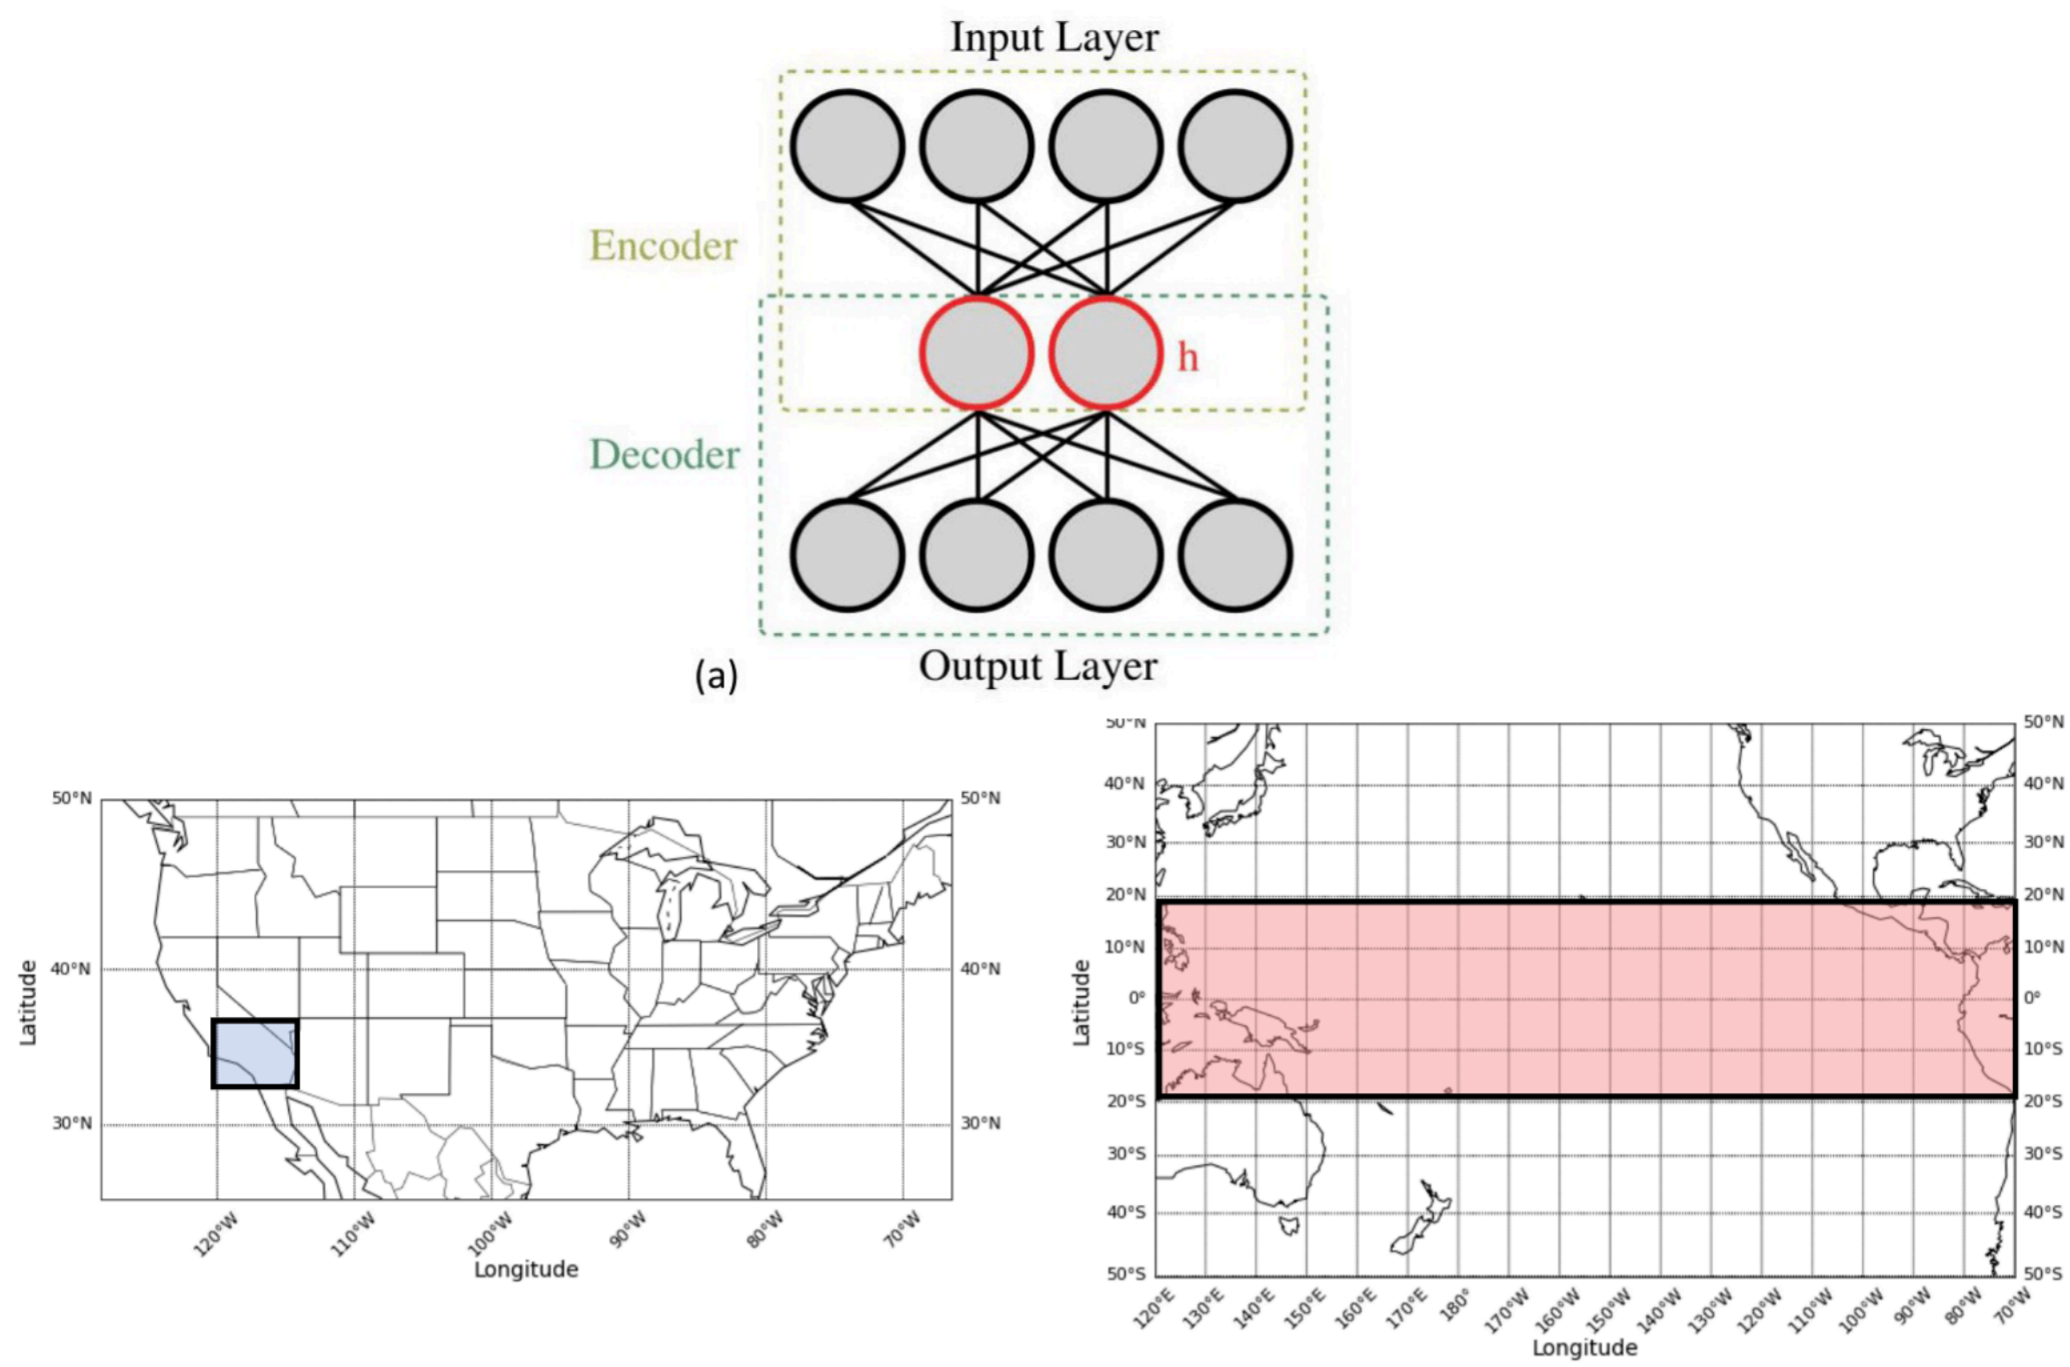 Input Layer
Encoder
h
Decoder
Output Layer
(a)
50°N
50°N
40°N
40°N
30°N
30°N
Latitude
120°W
110°W
100°W
90°W
80°W
70°W
Longitude
50°N
50°N
40°N
40°N
30°N
30°N
20°N
20°N
10°N
10°N
0°
0°
10°S
10°S
20°S
20°S
30°S
30°S
40°S
40°S
50°S
50°S
Latitude
120°E
130°E
140°E
150°E
160°E
170°E
180°
170°W
160°W
150°W
140°W
130°W
120°W
110°W
100°W
90°W
80°W
70°W
Longitude